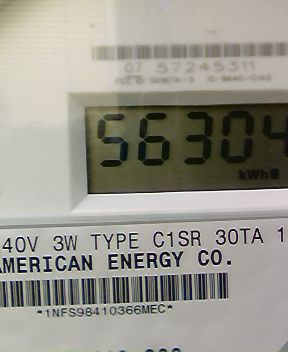 07 57245311
56304
kWh
40V 3W TYPE C1SR 30TA 1
AMERICAN ENERGY CO.
*1NFS98410366MEC*